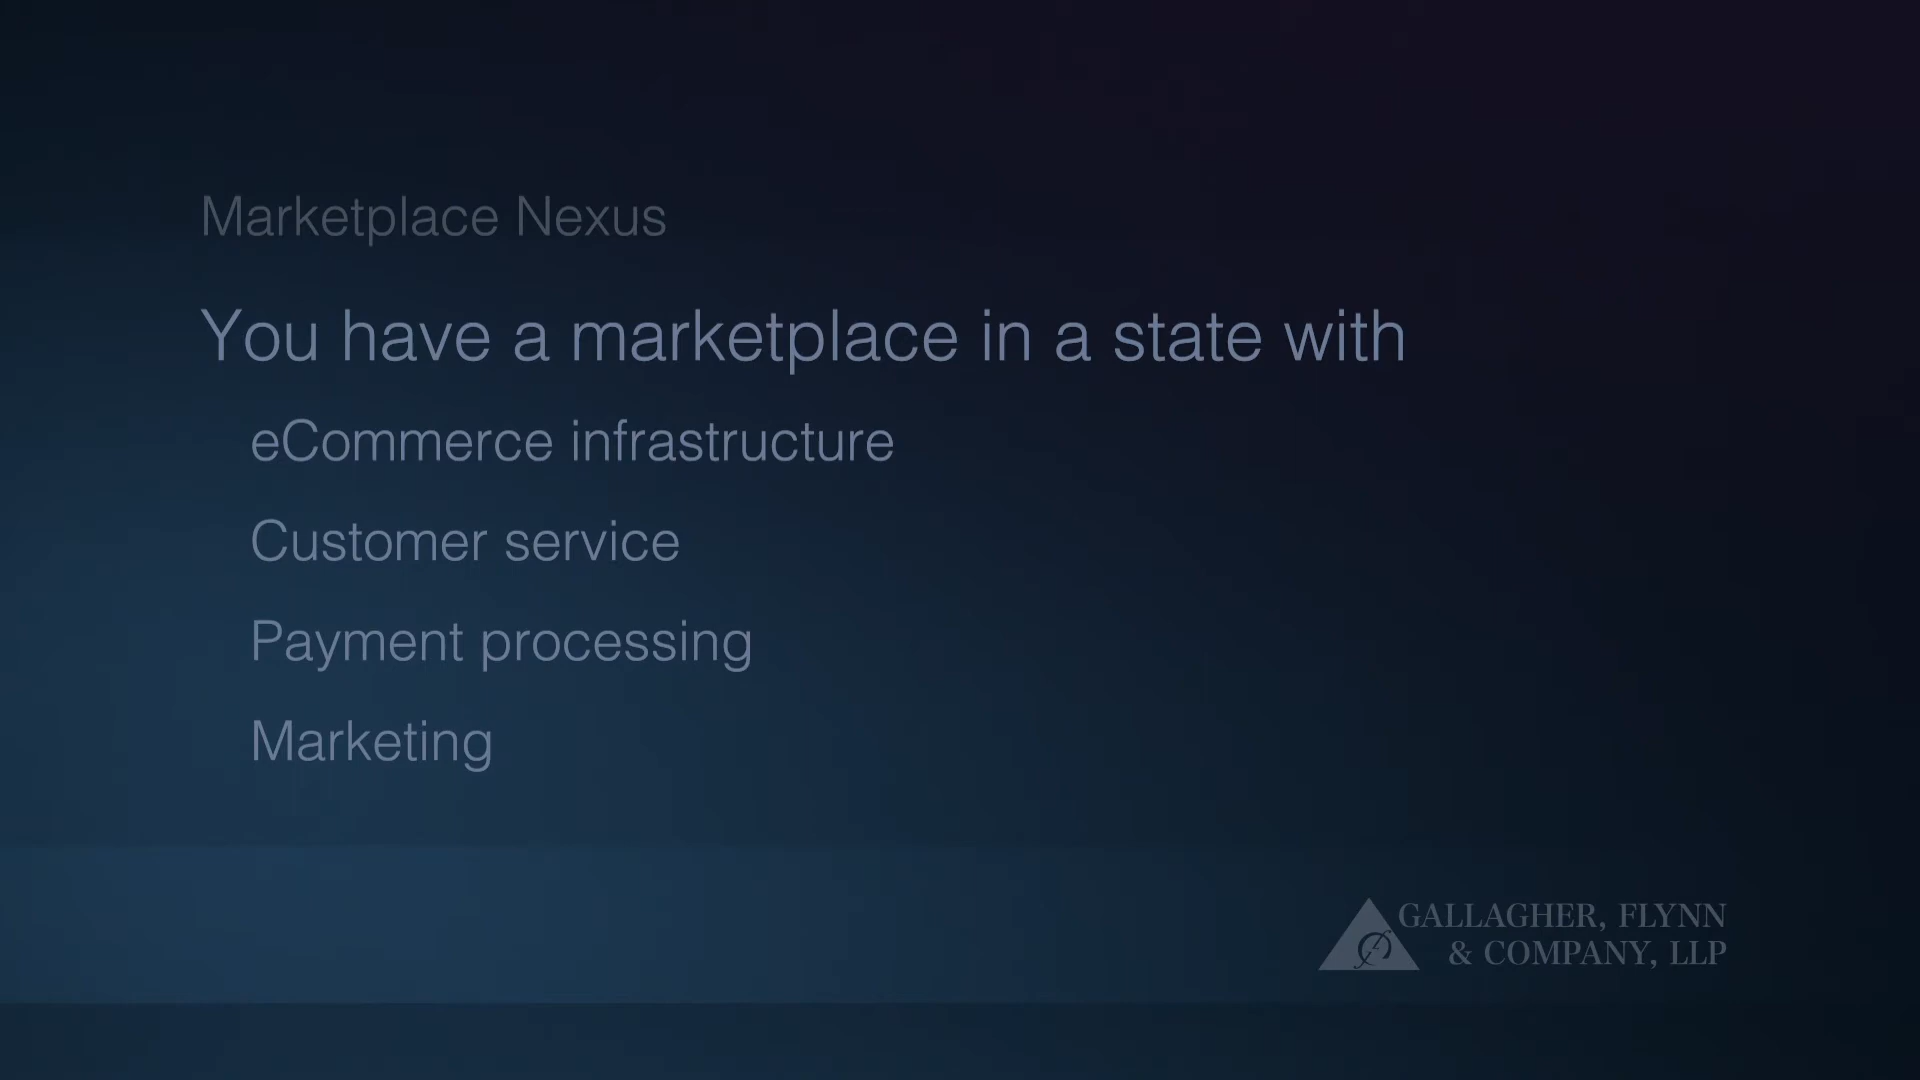 Marketplace Nexus
You have a marketplace in a state with
eCommerce infrastructure
Customer service
Payment processing
Marketing
GALLAGHER, FLYNN
& COMPANY, LLP